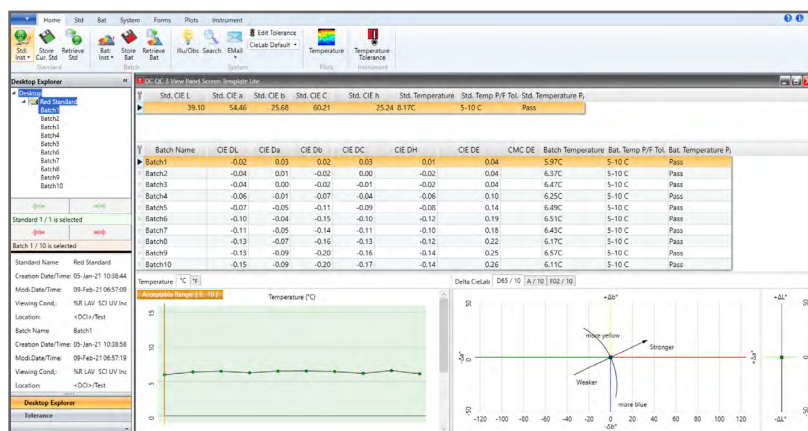 Home Std Bat System Forms Plots Instrument
Std: Inst Store Cur. Std Retrieve Std Bat: Inst Store Bat Retrieve Bat Illu/Obs Search EMail Edit Tolerance CieLab Default Temperature Temperature Tolerance
Standard Batch System Plots Instrument
Desktop Explorer
Desktop
Red Standard
Batch1
Batch2
Batch3
Batch4
Batch5
Batch6
Batch7
Batch8
Batch9
Batch10
Standard 1 / 1 is selected
Batch 1 / 10 is selected
Standard Name Red Standard
Creation Date/Time: 05-Jan-21 10:38:44
Modi.Date/Time: 09-Feb-21 06:57:09
Viewing Cond.: %R LAV SCI UV Inc
Location: <DCI>/Test
Batch Name Batch1
Creation Date/Time: 05-Jan-21 10:38:58
Modi.Date/Time: 09-Feb-21 06:57:19
Viewing Cond.: %R LAV SCI UV Inc
Location: <DCI>/Test
Desktop Explorer
Tolerance
DC QC 3 View Panel Screen Template Lite
Std. CIE L Std. CIE a Std. CIE b Std. CIE C Std. CIE h Std. Temperature Std. Temp P/F Tol. Std. Temperature P/
39.10 54.46 25.68 60.21 25.24 8.17C 5-10 C Pass
Batch Name CIE DL CIE Da CIE Db CIE DC CIE DH CIE DE CMC DE Batch Temperature Bat. Temp P/F Tol. Bat. Temperature P/
Batch1 -0.02 0.03 0.02 0.03 0.01 0.04 5.97C 5-10 C Pass
Batch2 -0.04 0.01 -0.02 0.00 -0.02 0.04 6.37C 5-10 C Pass
Batch3 -0.04 0.00 -0.02 -0.01 -0.02 0.04 6.47C 5-10 C Pass
Batch4 -0.06 -0.01 -0.07 -0.04 -0.06 0.10 6.25C 5-10 C Pass
Batch5 -0.07 -0.05 -0.11 -0.09 -0.08 0.14 6.49C 5-10 C Pass
Batch6 -0.10 -0.04 -0.15 -0.10 -0.12 0.19 6.51C 5-10 C Pass
Batch7 -0.11 -0.05 -0.14 -0.11 -0.10 0.18 6.43C 5-10 C Pass
Batch8 -0.13 -0.07 -0.16 -0.13 -0.12 0.22 6.17C 5-10 C Pass
Batch9 -0.13 -0.09 -0.20 -0.16 -0.14 0.25 6.57C 5-10 C Pass
Batch10 -0.15 -0.09 -0.20 -0.17 -0.14 0.26 6.11C 5-10 C Pass
Temperature °C °F
Acceptable Range:[ 5 - 10 ]
Temperature (°C)
15
10
5
0
Delta CieLab D65 / 10 A / 10 F02 / 10
+Δb*
+ΔL*
50
50
more yellow
Stronger
-Δa*
0
+Δa*
0
Weaker
more blue
-50
-50
-120 -100 -80 -60 -40 -20 0 20 40 60 80 100 120
-Δb*
-ΔL*